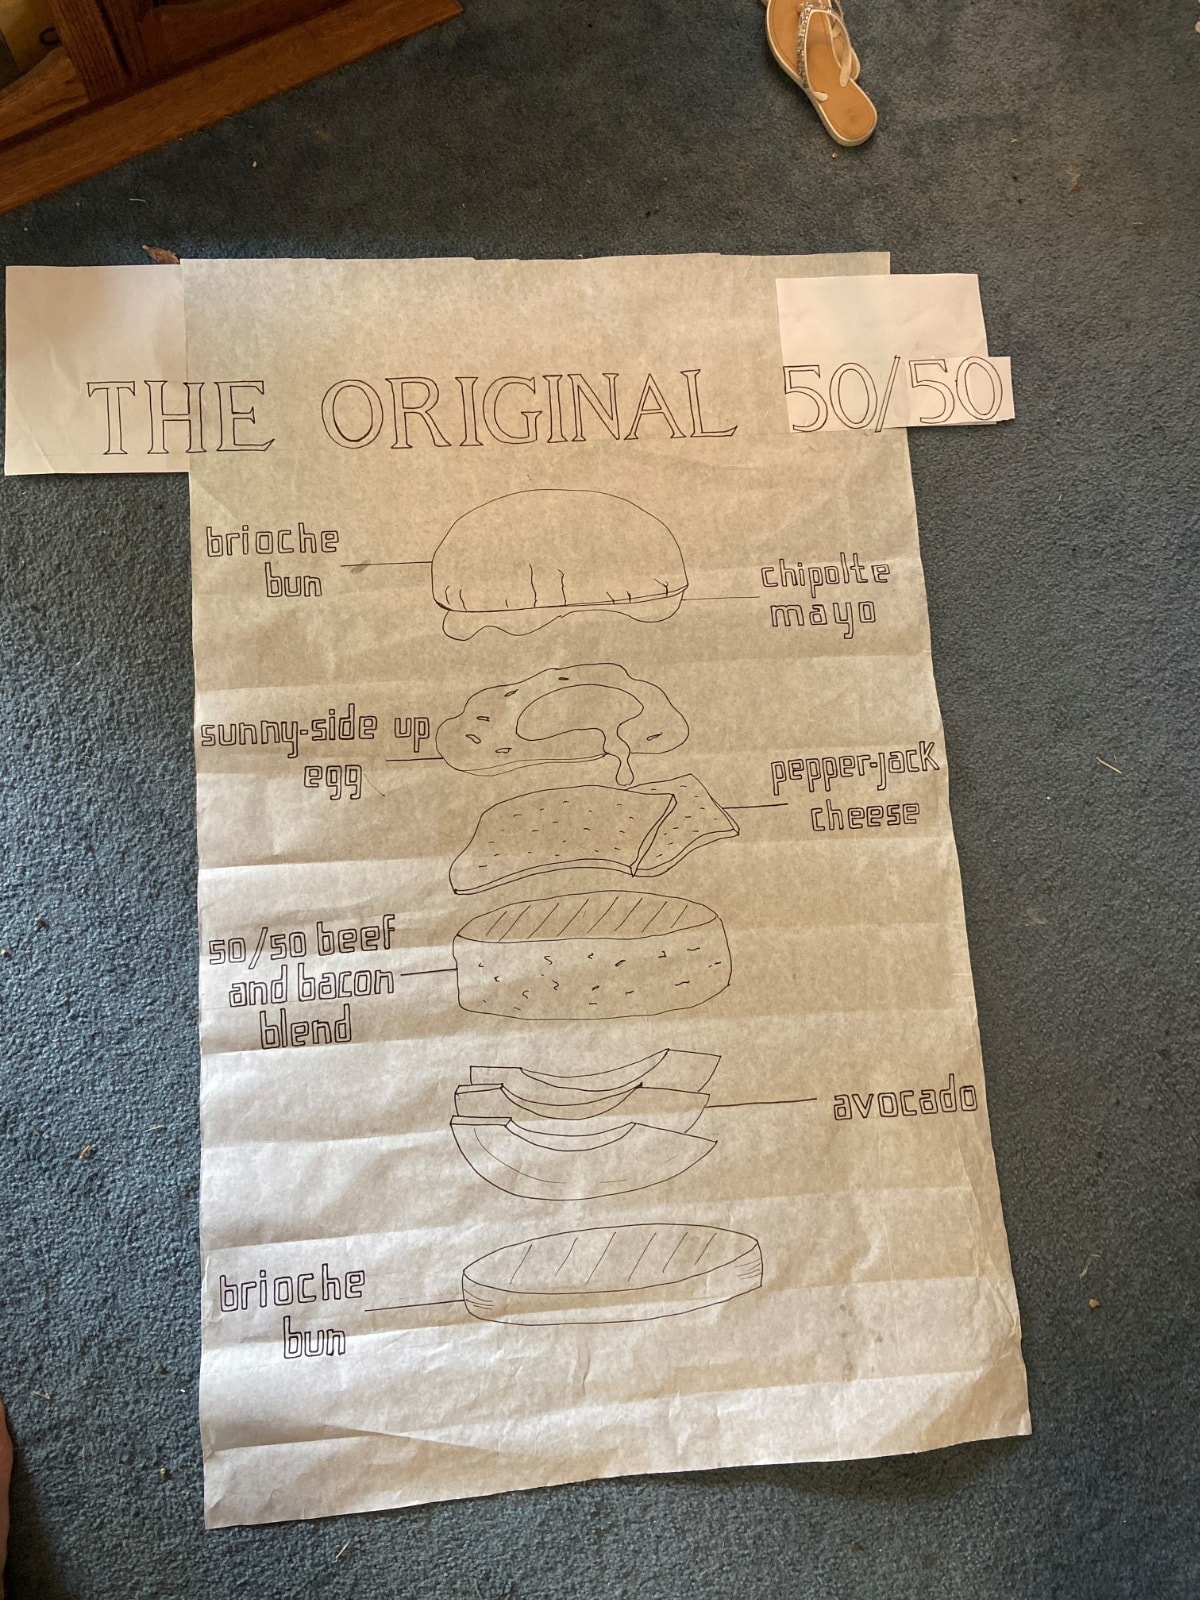 THE ORIGINAL 50/50
brioche
bun
chipolte
mayo
sunny-side up
egg
pepper-jack
cheese
50/50 beef
and bacon
blend
avocado
brioche
bun